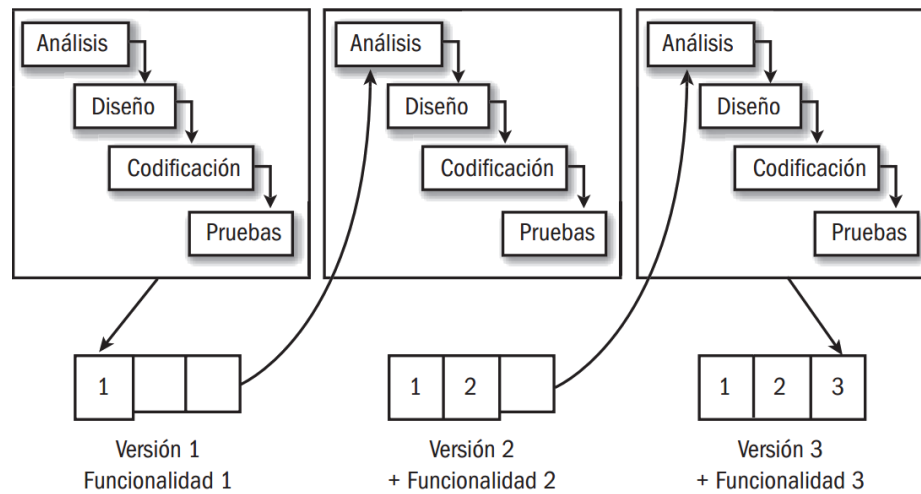 Análisis
Diseño
Codificación
Pruebas
Análisis
Diseño
Codificación
Pruebas
Análisis
Diseño
Codificación
Pruebas
1
1 2
1 2 3
Versión 1
Funcionalidad 1
Versión 2
+ Funcionalidad 2
Versión 3
+ Funcionalidad 3